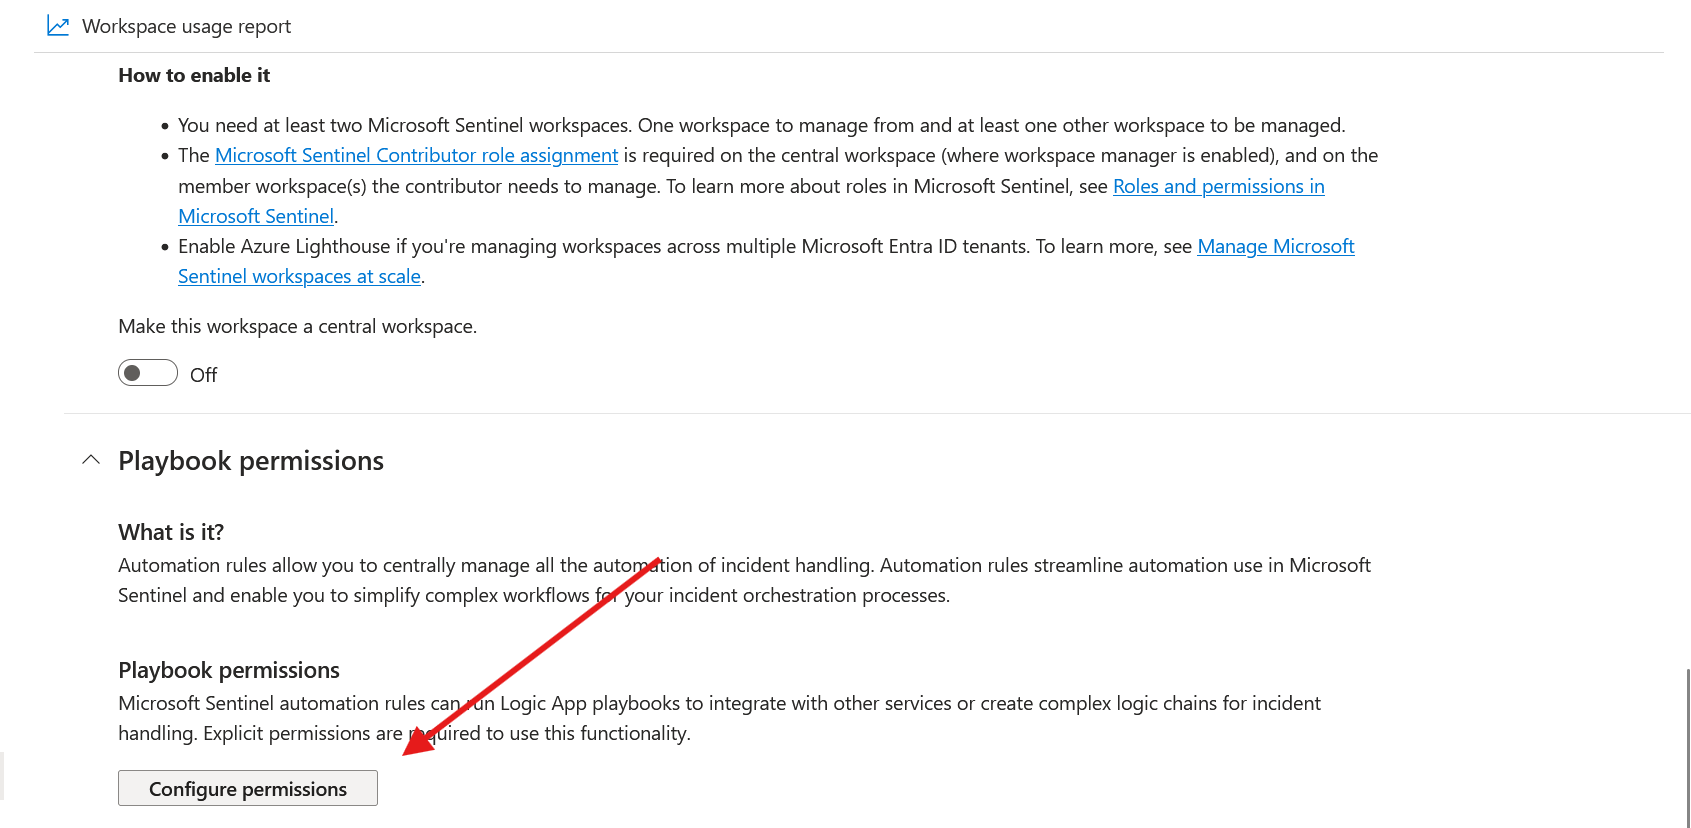 Workspace usage report
How to enable it
• You need at least two Microsoft Sentinel workspaces. One workspace to manage from and at least one other workspace to be managed.
• The Microsoft Sentinel Contributor role assignment is required on the central workspace (where workspace manager is enabled), and on the
member workspace(s) the contributor needs to manage. To learn more about roles in Microsoft Sentinel, see Roles and permissions in
Microsoft Sentinel.
• Enable Azure Lighthouse if you're managing workspaces across multiple Microsoft Entra ID tenants. To learn more, see Manage Microsoft
Sentinel workspaces at scale.
Make this workspace a central workspace.
Off
Playbook permissions
What is it?
Automation rules allow you to centrally manage all the automation of incident handling. Automation rules streamline automation use in Microsoft
Sentinel and enable you to simplify complex workflows for your incident orchestration processes.
Playbook permissions
Microsoft Sentinel automation rules can run Logic App playbooks to integrate with other services or create complex logic chains for incident
handling. Explicit permissions are required to use this functionality.
Configure permissions